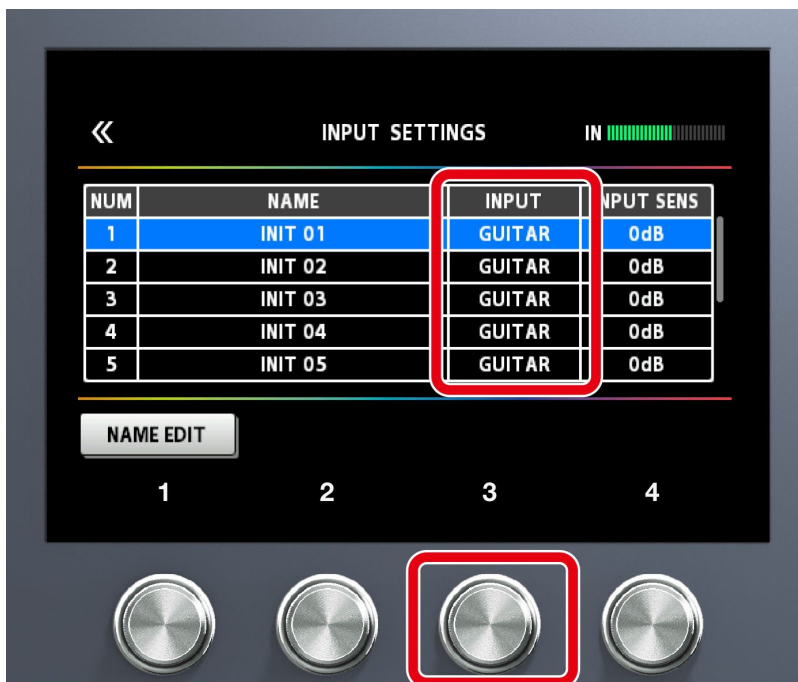 « INPUT SETTINGS IN
NUM NAME INPUT INPUT SENS
1 INIT 01 GUITAR 0dB
2 INIT 02 GUITAR 0dB
3 INIT 03 GUITAR 0dB
4 INIT 04 GUITAR 0dB
5 INIT 05 GUITAR 0dB
NAME EDIT
1 2 3 4